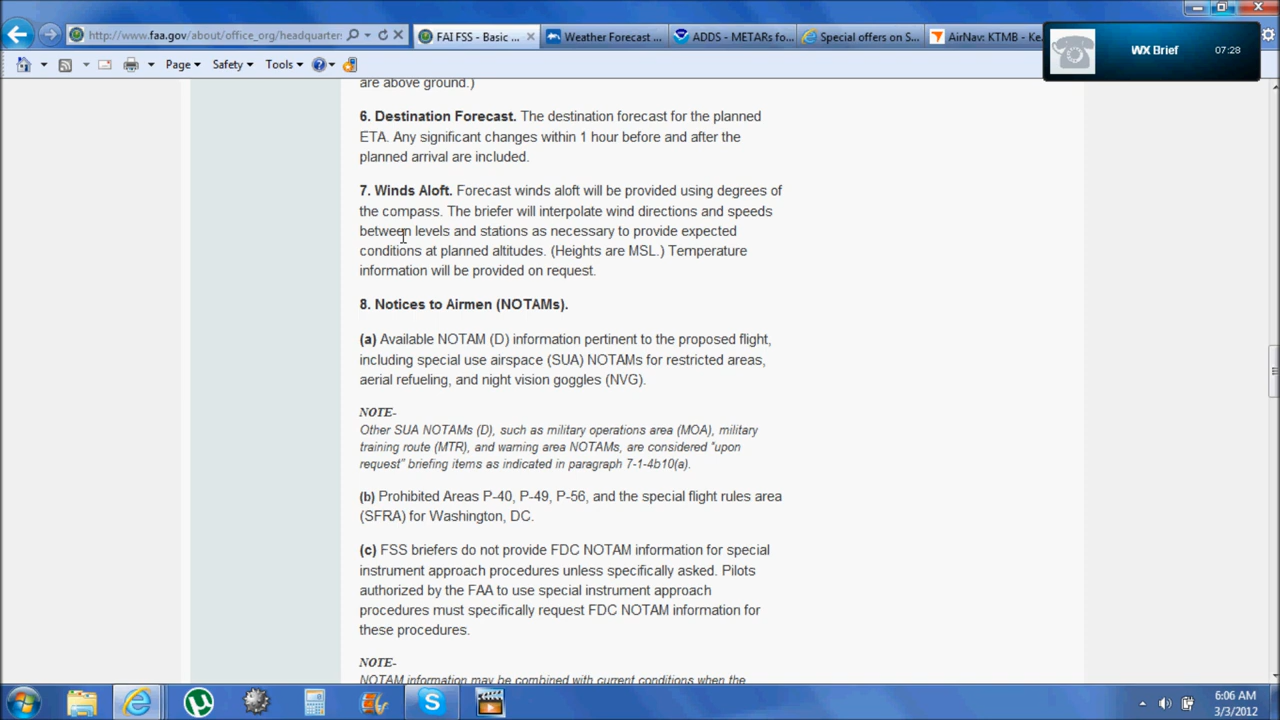 http://www.faa.gov/about/office_org/headquarter:
FAI FSS - Basic ...
Weather Forecast ...
ADDS - METARs fo...
Special offers on S...
AirNav: KTMB - Ke...
WX Brief
07:28
Page
Safety
Tools
are above ground.)
6. Destination Forecast. The destination forecast for the planned
ETA. Any significant changes within 1 hour before and after the
planned arrival are included.
7. Winds Aloft. Forecast winds aloft will be provided using degrees of
the compass. The briefer will interpolate wind directions and speeds
between levels and stations as necessary to provide expected
conditions at planned altitudes. (Heights are MSL.) Temperature
information will be provided on request.
8. Notices to Airmen (NOTAMs).
(a) Available NOTAM (D) information pertinent to the proposed flight,
including special use airspace (SUA) NOTAMs for restricted areas,
aerial refueling, and night vision goggles (NVG).
NOTE-
Other SUA NOTAMs (D), such as military operations area (MOA), military
training route (MTR), and warning area NOTAMs, are considered "upon
request" briefing items as indicated in paragraph 7-1-4b10(a).
(b) Prohibited Areas P-40, P-49, P-56, and the special flight rules area
(SFRA) for Washington, DC.
(c) FSS briefers do not provide FDC NOTAM information for special
instrument approach procedures unless specifically asked. Pilots
authorized by the FAA to use special instrument approach
procedures must specifically request FDC NOTAM information for
these procedures.
NOTE-
NOTAM information may be combined with current conditions when the
6:06 AM
3/3/2012